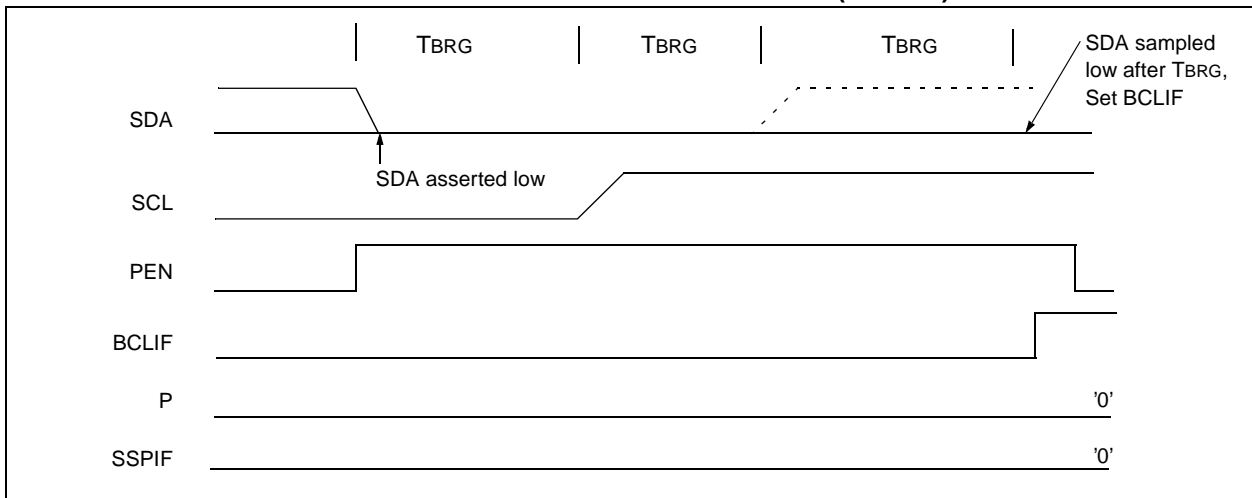 TBRG TBRG TBRG
SDA sampled
low after TBRG,
Set BCLIF
SDA
SDA asserted low
SCL
PEN
BCLIF
P '0'
SSPIF '0'